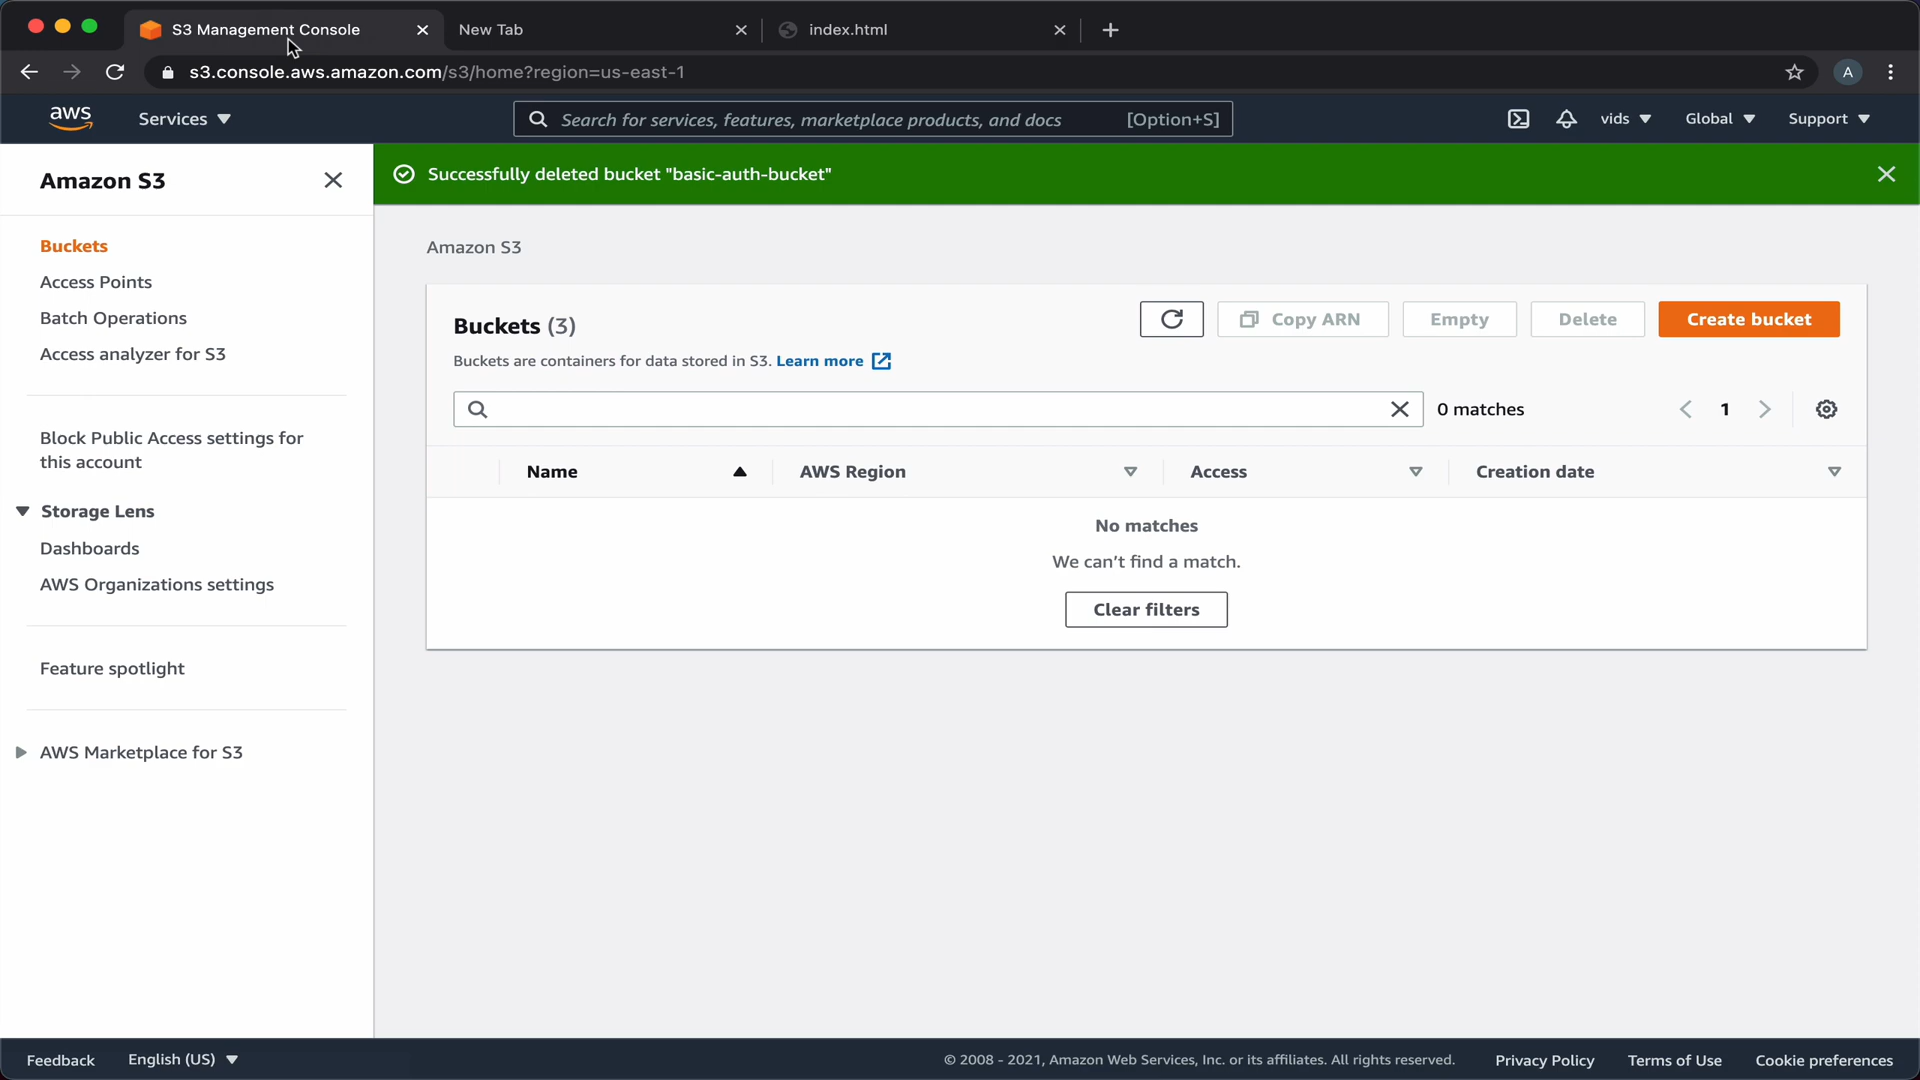 S3 Management Console
New Tab
index.html
s3.console.aws.amazon.com/s3/home?region=us-east-1
A
aws
Services
Search for services, features, marketplace products, and docs
[Option+S]
vids
Global
Support
Amazon S3
Successfully deleted bucket "basic-auth-bucket"
Buckets
Access Points
Batch Operations
Access analyzer for S3
Block Public Access settings for
this account
Storage Lens
Dashboards
AWS Organizations settings
Feature spotlight
AWS Marketplace for S3
Amazon S3
Buckets (3)
Copy ARN
Empty
Delete
Create bucket
Buckets are containers for data stored in S3. Learn more
0 matches
1
Name
AWS Region
Access
Creation date
No matches
We can't find a match.
Clear filters
Feedback
English (US)
© 2008 - 2021, Amazon Web Services, Inc. or its affiliates. All rights reserved.
Privacy Policy
Terms of Use
Cookie preferences